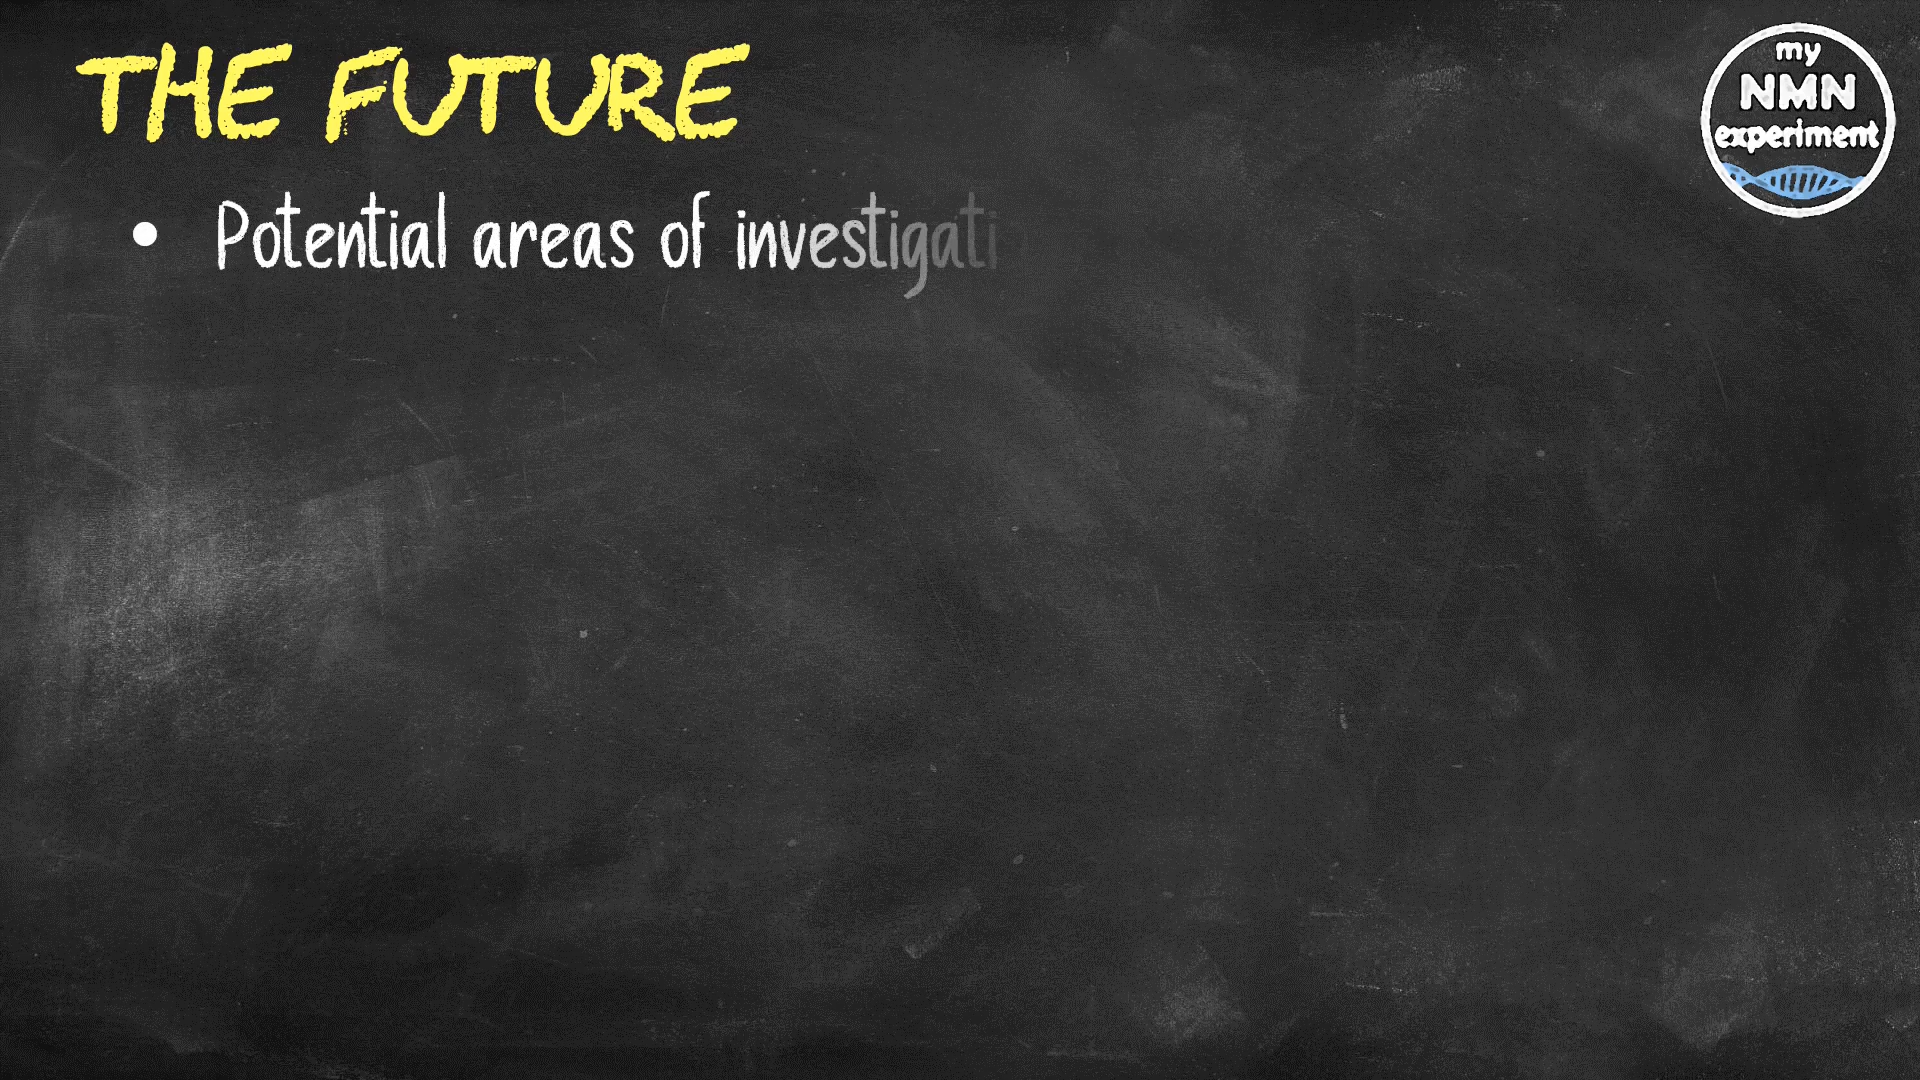 THE FUTURE
my
NMN
experiment
• Potential areas of investigati